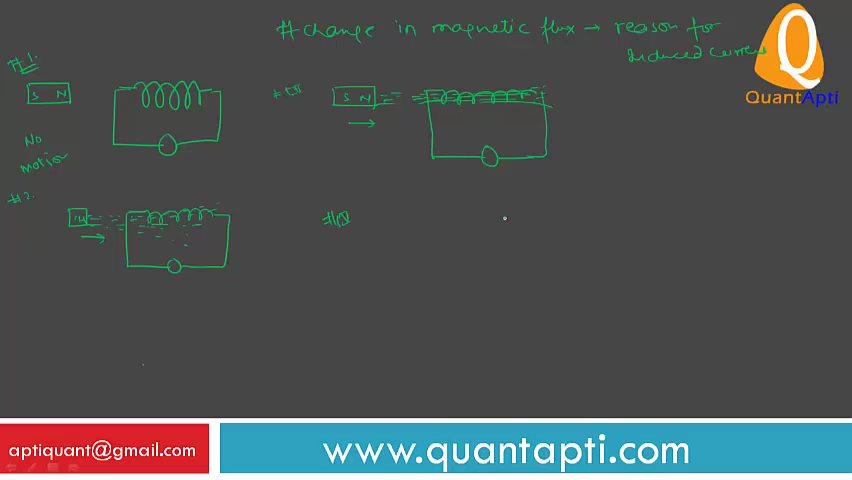 # change in magnetic flux → reason for
Induced current
#1.
S N
No
motion
#III
S N
#2.
QuantApti
aptiquant@gmail.com
www.quantapti.com